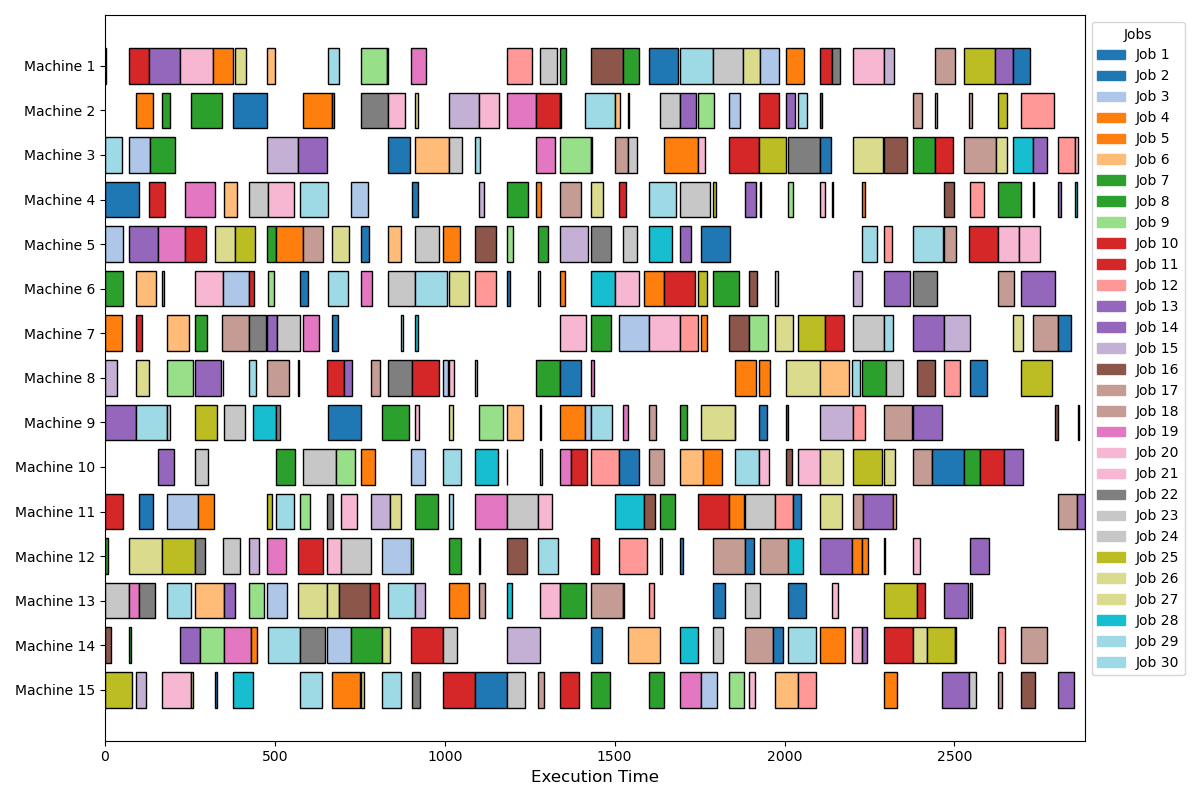 Machine 1
Machine 2
Machine 3
Machine 4
Machine 5
Machine 6
Machine 7
Machine 8
Machine 9
Machine 10
Machine 11
Machine 12
Machine 13
Machine 14
Machine 15
0 500 1000 1500 2000 2500
Execution Time
Jobs
Job 1
Job 2
Job 3
Job 4
Job 5
Job 6
Job 7
Job 8
Job 9
Job 10
Job 11
Job 12
Job 13
Job 14
Job 15
Job 16
Job 17
Job 18
Job 19
Job 20
Job 21
Job 22
Job 23
Job 24
Job 25
Job 26
Job 27
Job 28
Job 29
Job 30